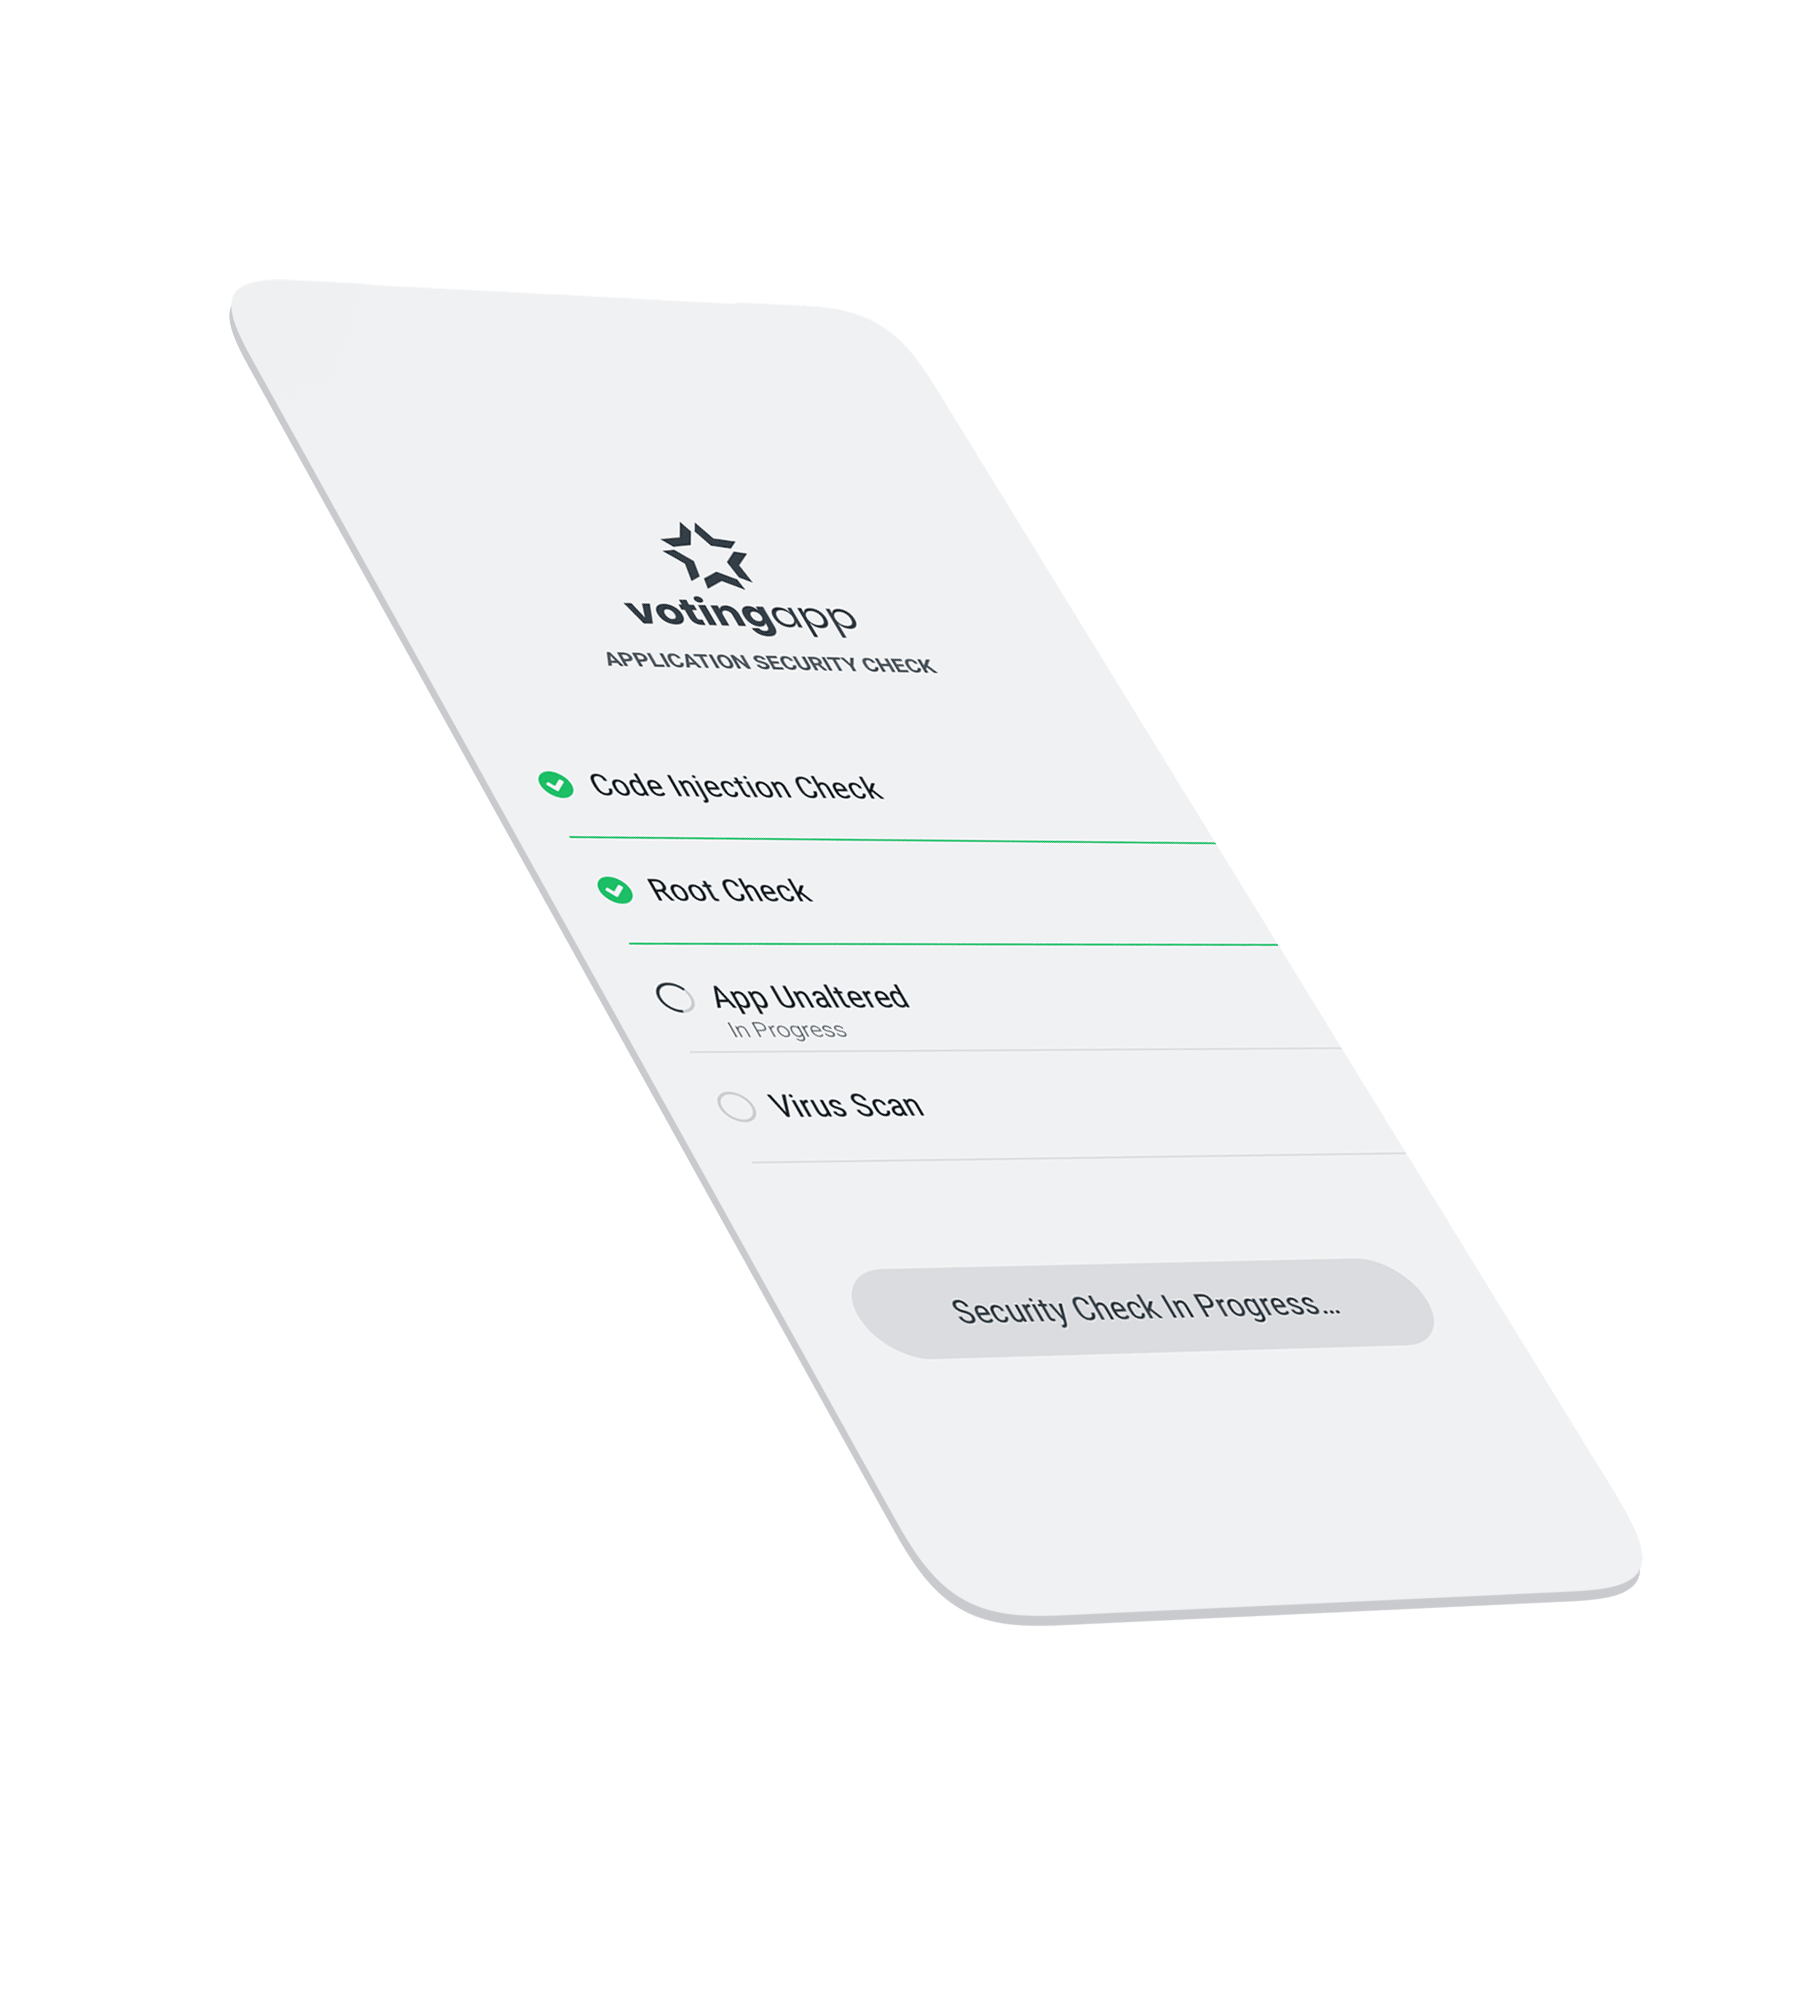 votingapp
APPLICATION SECURITY CHECK
Code Injection Check
Root Check
App Unaltered
In Progress
Virus Scan
Security Check In Progress...